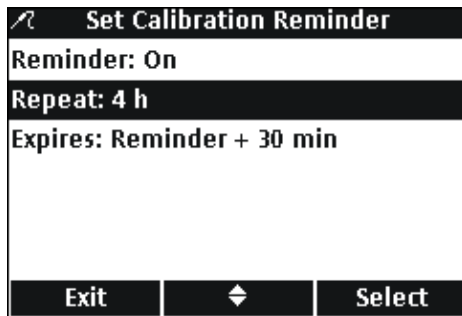 Set Calibration Reminder
Reminder: On
Repeat: 4 h
Expires: Reminder + 30 min
Exit
Select